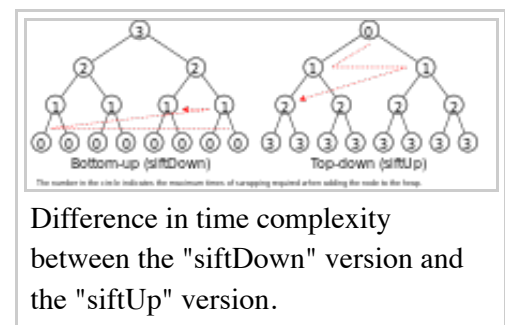 3
0
2 2
1 1
1 1 1 1
2 2 2 2
0 0 0 0 0 0 0 0
3 3 3 3 3 3 3 3
Bottom-up (siftDown)
Top-down (siftUp)
The number in the circle indicates the maximum times of swapping required when adding the node to the heap.
Difference in time complexity
between the "siftDown" version and
the "siftUp" version.